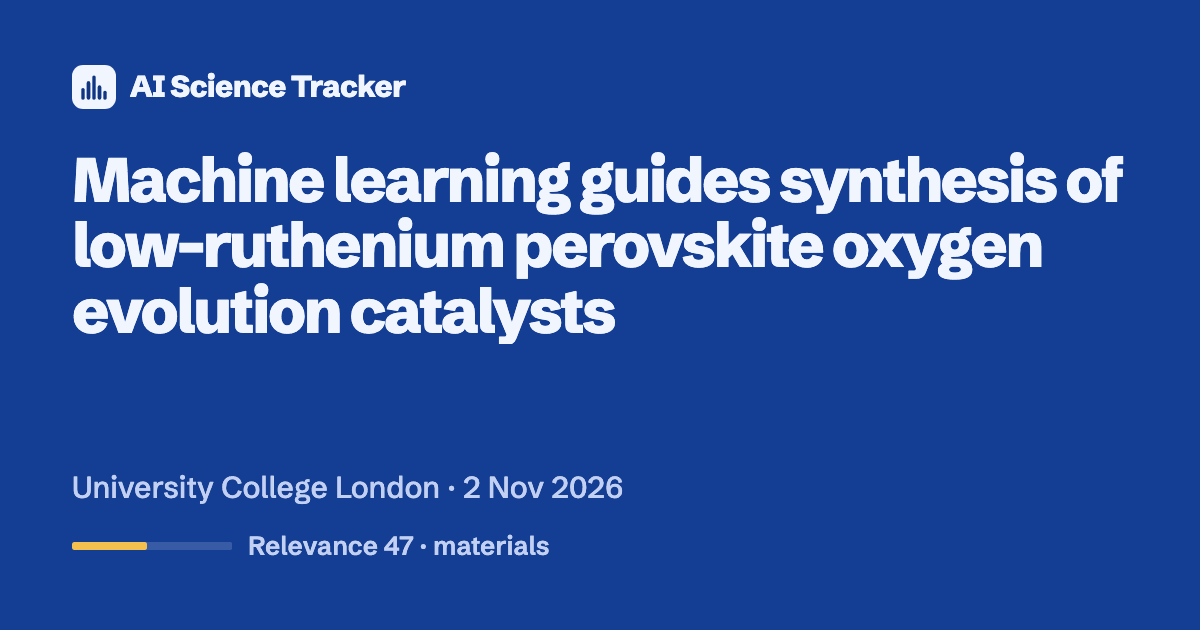 AI Science Tracker
Machine learning guides synthesis of
low-ruthenium perovskite oxygen
evolution catalysts
University College London · 2 Nov 2026
Relevance 47 · materials